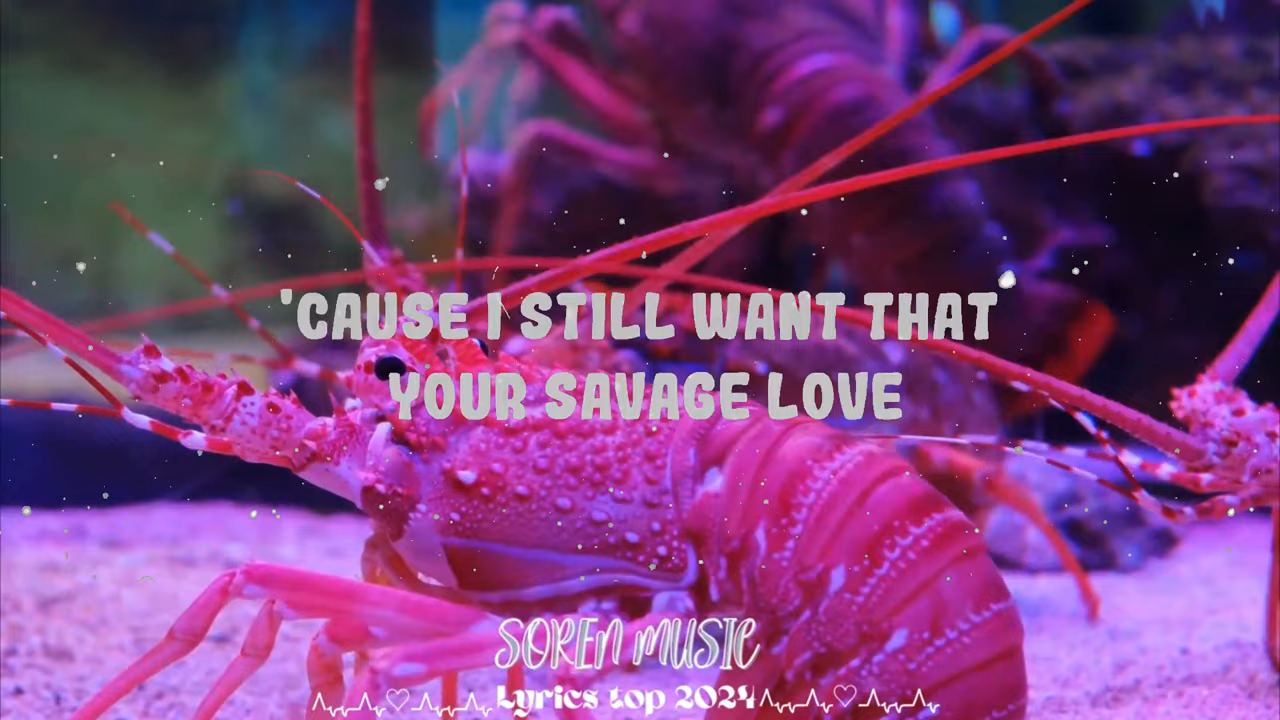 'CAUSE I STILL WANT THAT
YOUR SAVAGE LOVE
SOREN MUSIC
Lyrics top 2024